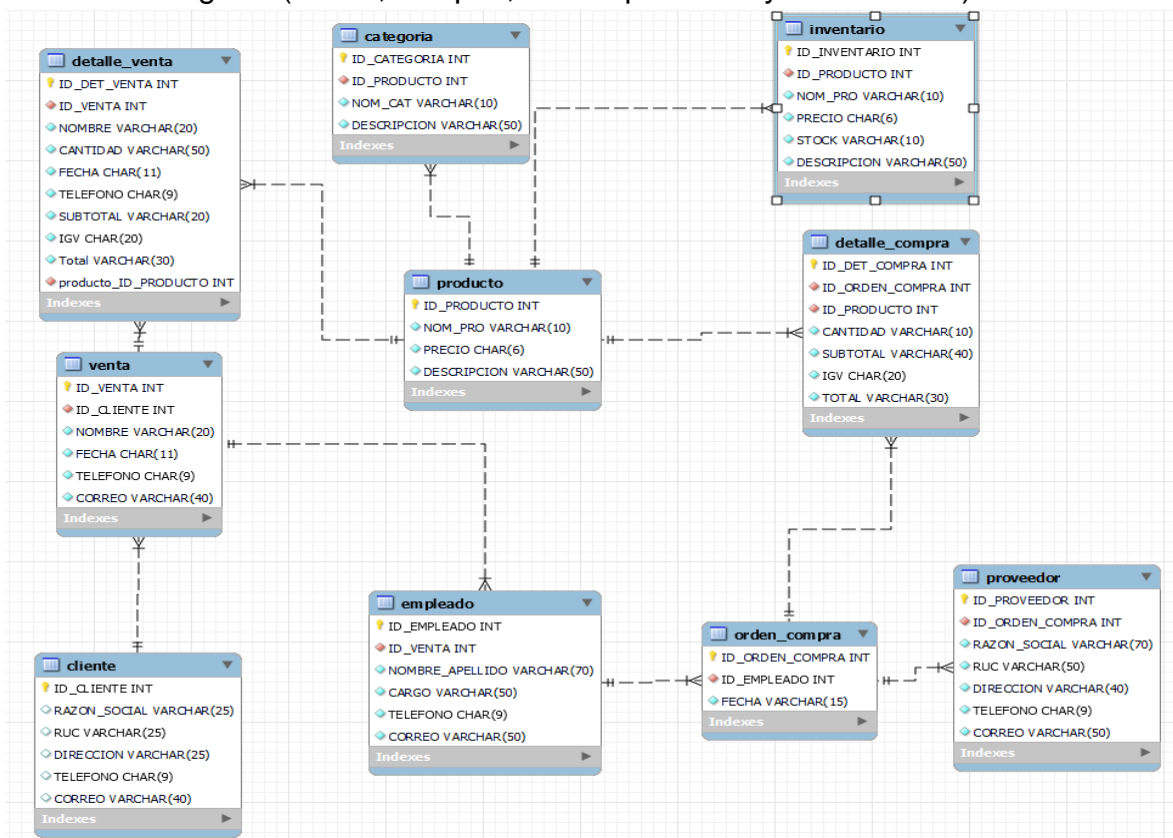 detalle_venta
ID_DET_VENTA INT
ID_VENTA INT
NOMBRE VARCHAR(20)
CANTIDAD VARCHAR(50)
FECHA CHAR(11)
TELEFONO CHAR(9)
SUBTOTAL VARCHAR(20)
IGV CHAR(20)
Total VARCHAR(30)
producto_ID_PRODUCTO INT
Indexes
categoria
ID_CATEGORIA INT
ID_PRODUCTO INT
NOM_CAT VARCHAR(10)
DESCRIPCION VARCHAR(50)
Indexes
inventario
ID_INVENTARIO INT
ID_PRODUCTO INT
NOM_PRO VARCHAR(10)
PRECIO CHAR(6)
STOCK VARCHAR(10)
DESCRIPCION VARCHAR(50)
Indexes
producto
ID_PRODUCTO INT
NOM_PRO VARCHAR(10)
PRECIO CHAR(6)
DESCRIPCION VARCHAR(50)
Indexes
detalle_compra
ID_DET_COMPRA INT
ID_ORDEN_COMPRA INT
ID_PRODUCTO INT
CANTIDAD VARCHAR(10)
SUBTOTAL VARCHAR(40)
IGV CHAR(20)
TOTAL VARCHAR(30)
Indexes
venta
ID_VENTA INT
ID_CLIENTE INT
NOMBRE VARCHAR(20)
FECHA CHAR(11)
TELEFONO CHAR(9)
CORREO VARCHAR(40)
Indexes
cliente
ID_CLIENTE INT
RAZON_SOCIAL VARCHAR(25)
RUC VARCHAR(25)
DIRECCION VARCHAR(25)
TELEFONO CHAR(9)
CORREO VARCHAR(40)
Indexes
empleado
ID_EMPLEADO INT
ID_VENTA INT
NOMBRE_APELLIDO VARCHAR(70)
CARGO VARCHAR(50)
TELEFONO CHAR(9)
CORREO VARCHAR(50)
Indexes
orden_compra
ID_ORDEN_COMPRA INT
ID_EMPLEADO INT
FECHA VARCHAR(15)
Indexes
proveedor
ID_PROVEEDOR INT
ID_ORDEN_COMPRA INT
RAZON_SOCIAL VARCHAR(70)
RUC VARCHAR(50)
DIRECCION VARCHAR(40)
TELEFONO CHAR(9)
CORREO VARCHAR(50)
Indexes